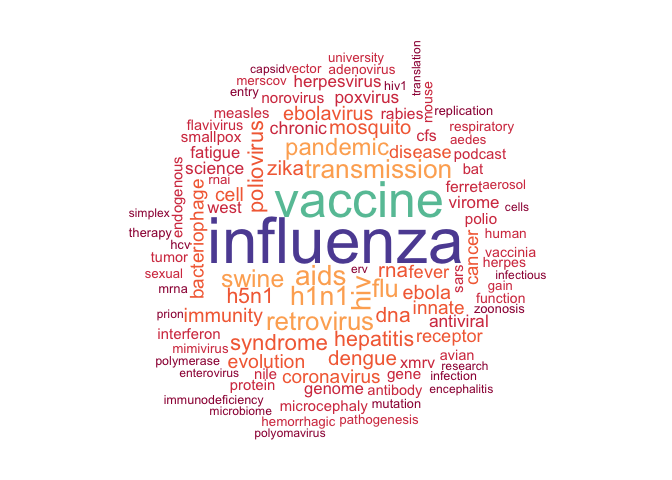 university
translation
capsid vector adenovirus
merscov herpesvirus hiv1 mouse
entry norovirus poxvirus
measles ebolavirus rabies replication
flavivirus chronic mosquito cfs respiratory
smallpox poliovirus pandemic aedes
fatigue disease podcast
science zika transmission bat
endogenous rnai cell ferret aerosol
bacteriophage west vaccine virome cells
simplex polio
therapy influenza human
hcv cancer vaccinia
tumor erv sars herpes
sexual swine aids rna fever infectious
mrna hiv flu gain
h5n1 h1n1 ebola function
prion immunity retrovirus dna innate zoonosis
interferon antiviral
syndrome hepatitis receptor
mimivirus avian
polymerase evolution dengue xmrv research
enterovirus nile coronavirus gene infection
protein genome antibody encephalitis
immunodeficiency microcephaly mutation
microbiome
hemorrhagic pathogenesis
polyomavirus